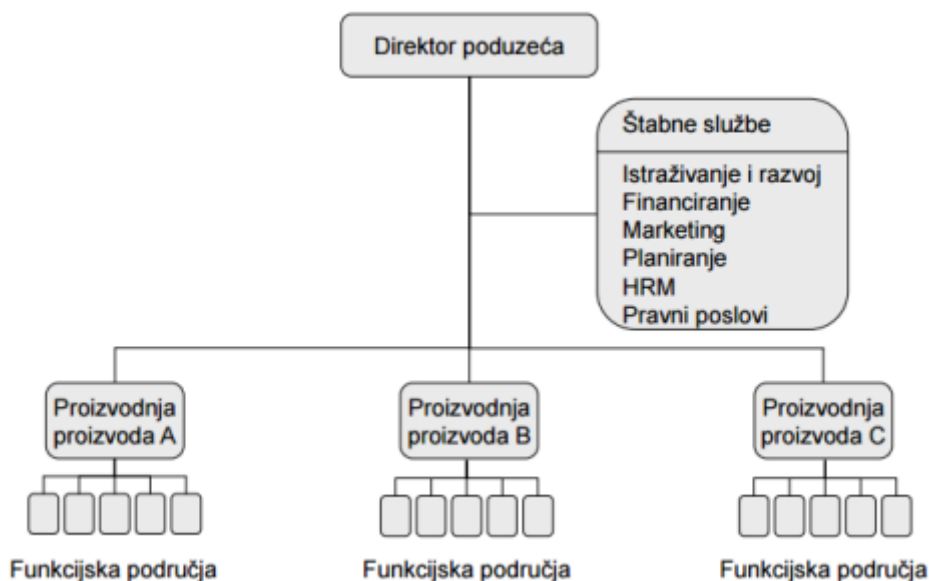 Direktor poduzeća
Štabne službe
Istraživanje i razvoj
Financiranje
Marketing
Planiranje
HRM
Pravni poslovi
Proizvodnja
proizvoda A
Proizvodnja
proizvoda B
Proizvodnja
proizvoda C
Funkcijska područja
Funkcijska područja
Funkcijska područja